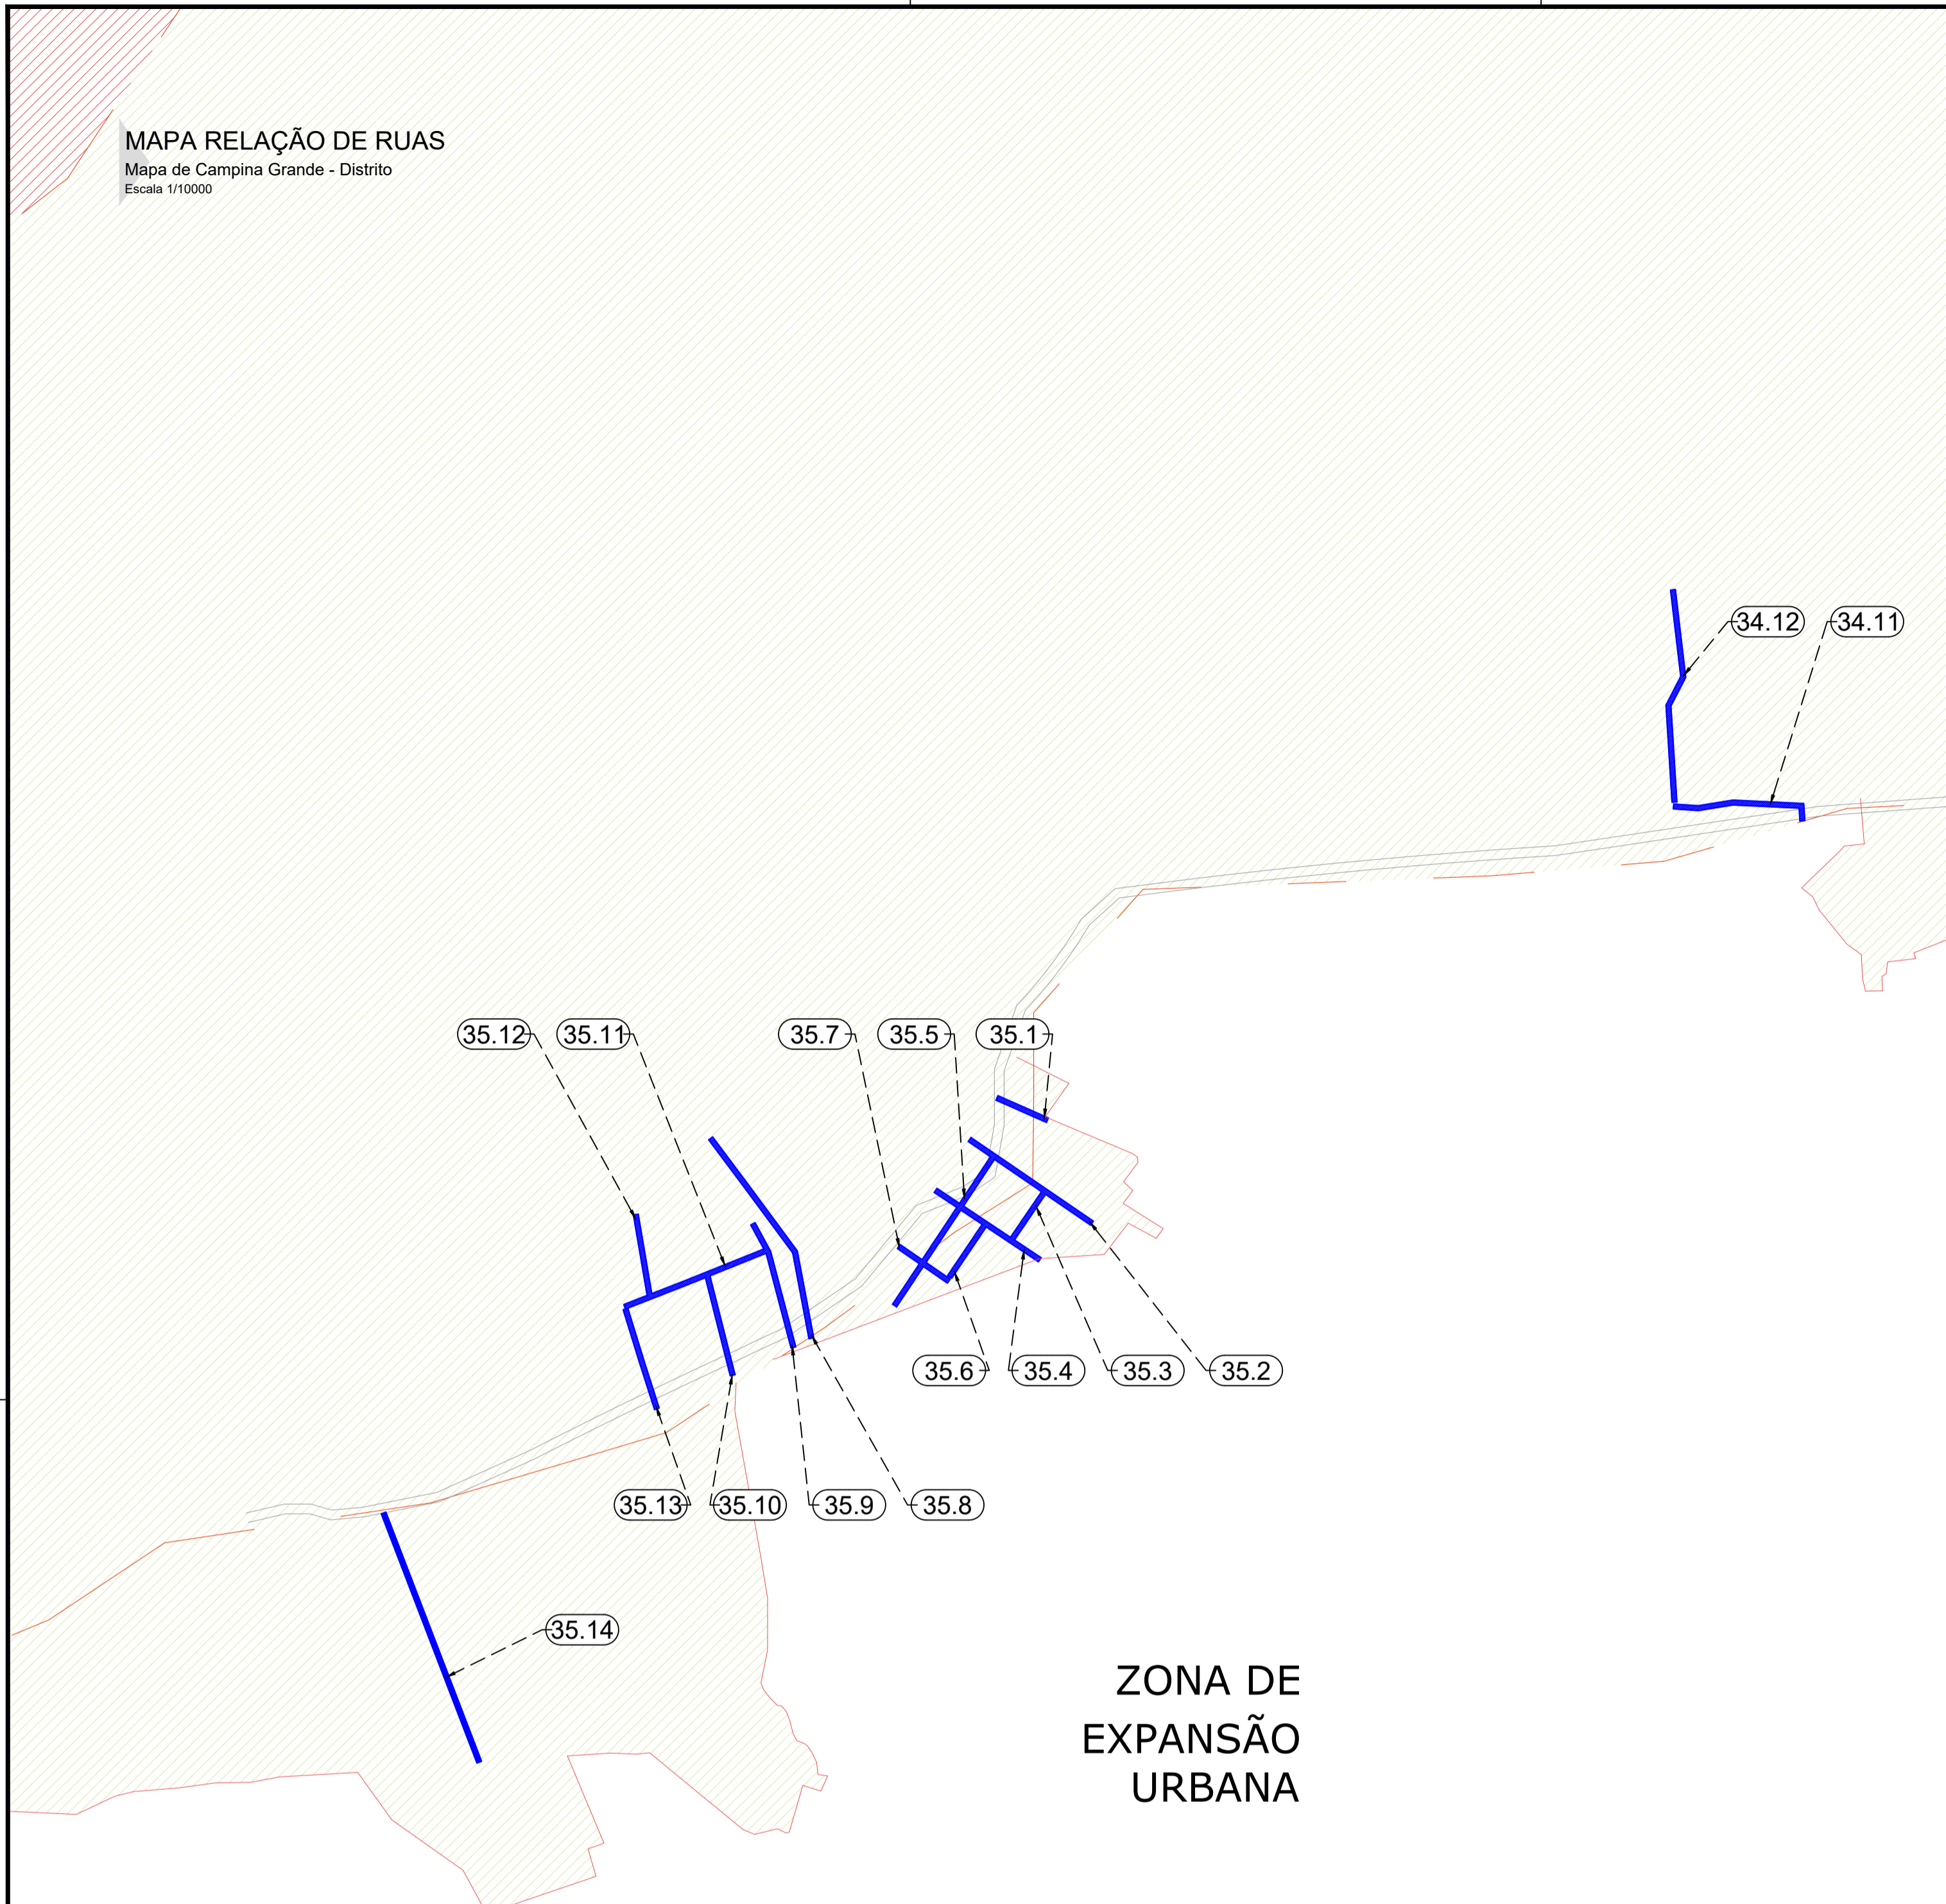 MAPA RELAÇÃO DE RUAS
Mapa de Campina Grande - Distrito
Escala 1/10000
34.12
34.11
35.12
35.11
35.7
35.5
35.1
35.6
35.4
35.3
35.2
35.13
35.10
35.9
35.8
35.14
ZONA DE
EXPANSÃO
URBANA